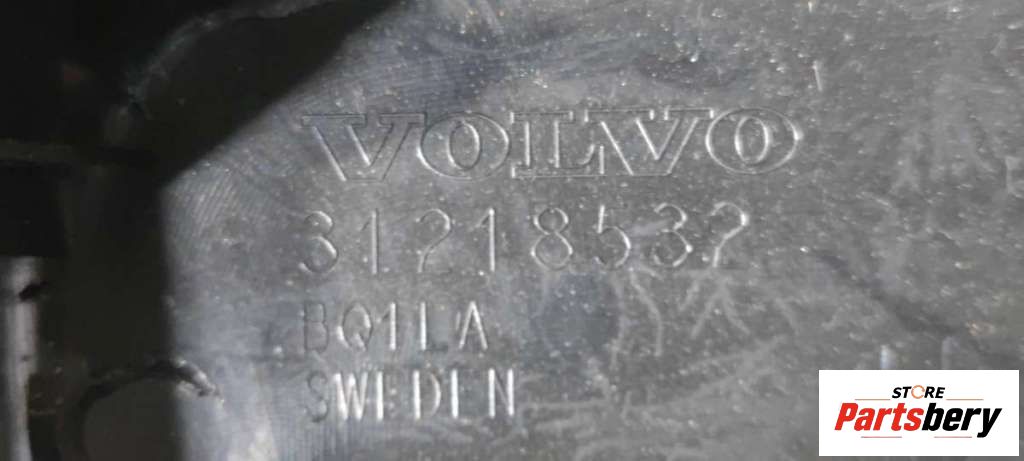 VOLVO
31218532
BQ1LA
SWEDEN
STORE
Partsbery